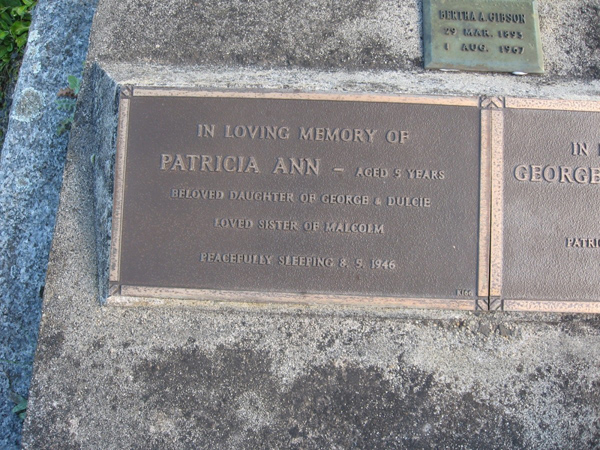 BERTHA A. GIBSON
29 MAR. 1893
1 AUG. 1967
IN LOVING MEMORY OF
PATRICIA ANN - AGED 5 YEARS
BELOVED DAUGHTER OF GEORGE & DULCIE
LOVED SISTER OF MALCOLM
PEACEFULLY SLEEPING 8. 5. 1946
IN
GEORGE
PATRIC